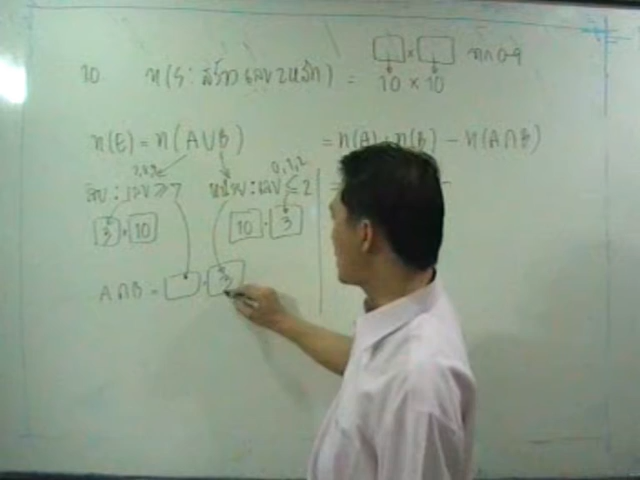 10 n(S: สร้างเลข 2 หลัก) = 10 × 10 จาก 0-9
n(E) = n(A∪B) = n(A) + n(B) - n(A∩B)
7,8,9 0,1,2
สิบ : เลข ≥ 7 หน่วย : เลข ≤ 2
3 · 10 10 · 3
A∩B = · 3